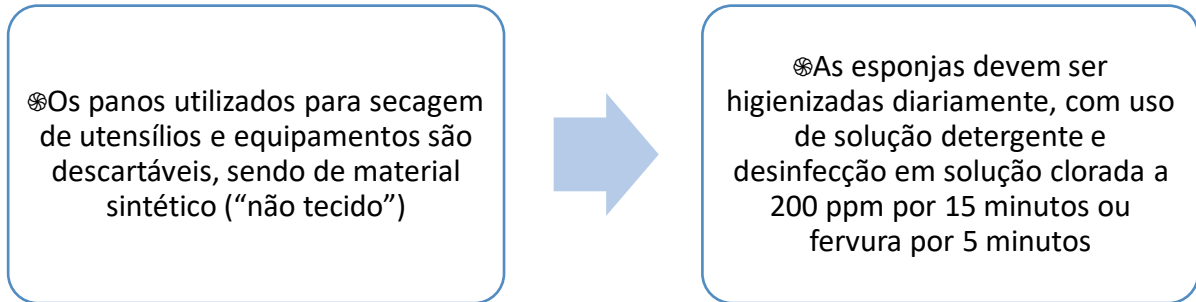 ֍Os panos utilizados para secagem
de utensílios e equipamentos são
descartáveis, sendo de material
sintético (“não tecido”)
֍As esponjas devem ser
higienizadas diariamente, com uso
de solução detergente e
desinfecção em solução clorada a
200 ppm por 15 minutos ou
fervura por 5 minutos